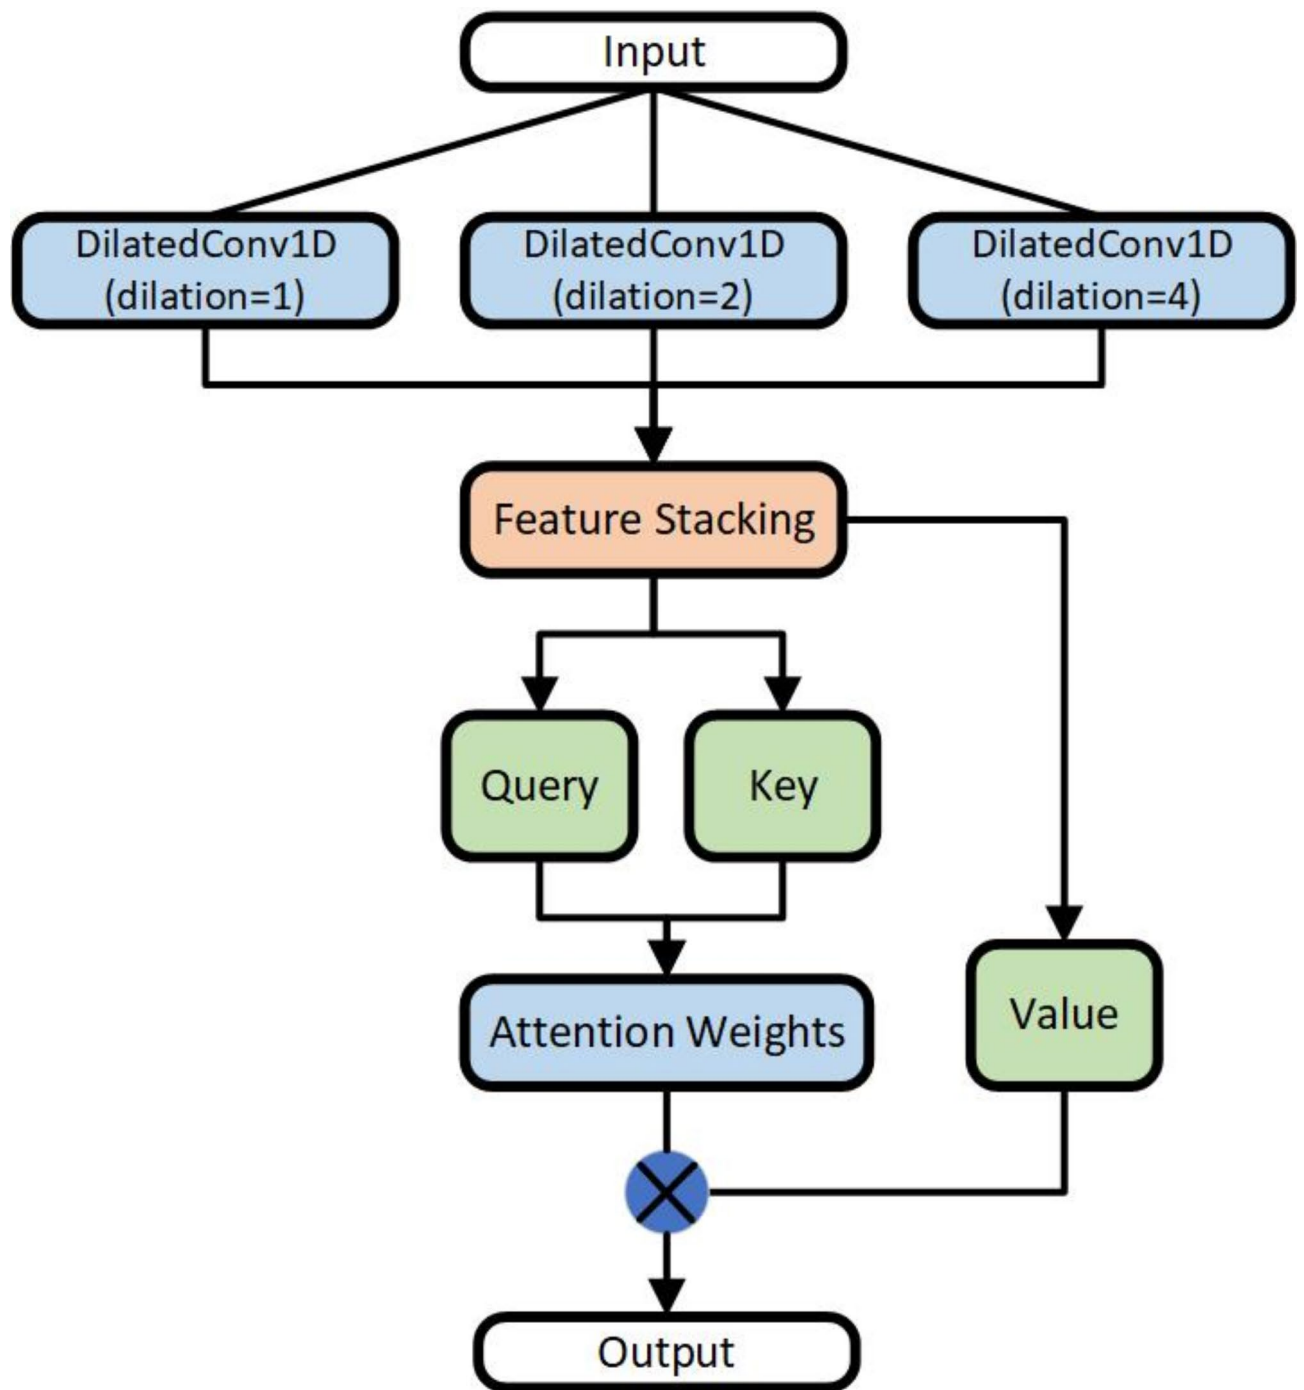 Input
DilatedConv1D
(dilation=1)
DilatedConv1D
(dilation=2)
DilatedConv1D
(dilation=4)
Feature Stacking
Query
Key
Attention Weights
Value
Output